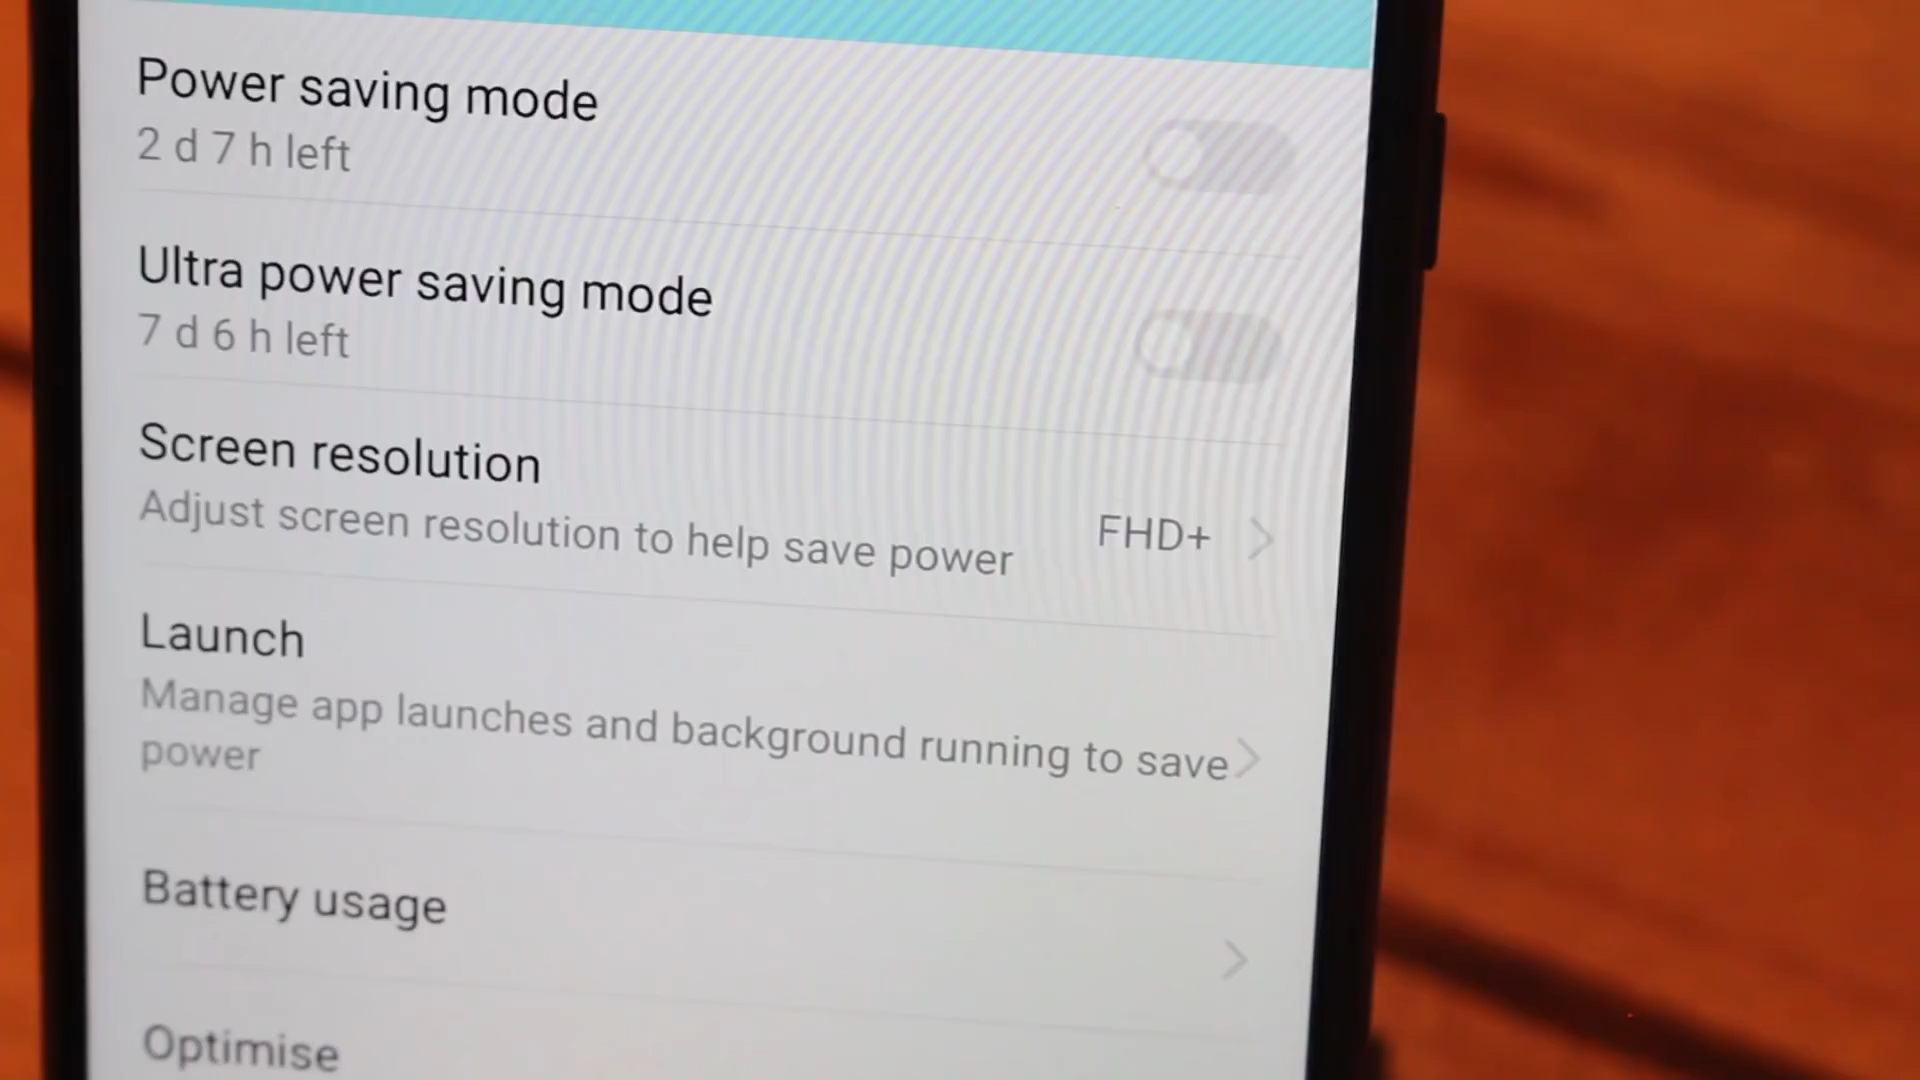 Power saving mode
2 d 7 h left
Ultra power saving mode
7 d 6 h left
Screen resolution
Adjust screen resolution to help save power
FHD+
Launch
Manage app launches and background running to save
power
Battery usage
Optimise